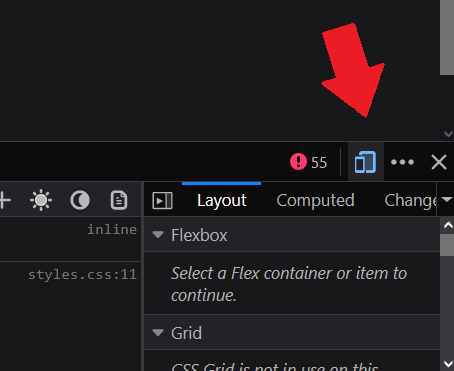 55
inline
Layout
Computed
Change
styles.css:11
Flexbox
Select a Flex container or item to
continue.
Grid
CSS Grid is not in use on this